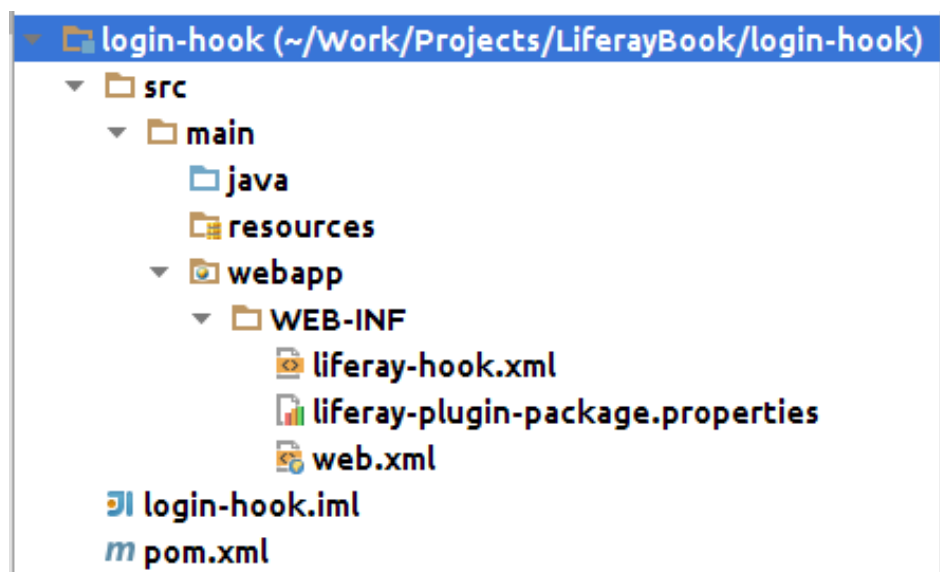 login-hook (~/Work/Projects/LiferayBook/login-hook)
src
main
java
resources
webapp
WEB-INF
liferay-hook.xml
liferay-plugin-package.properties
web.xml
login-hook.iml
pom.xml